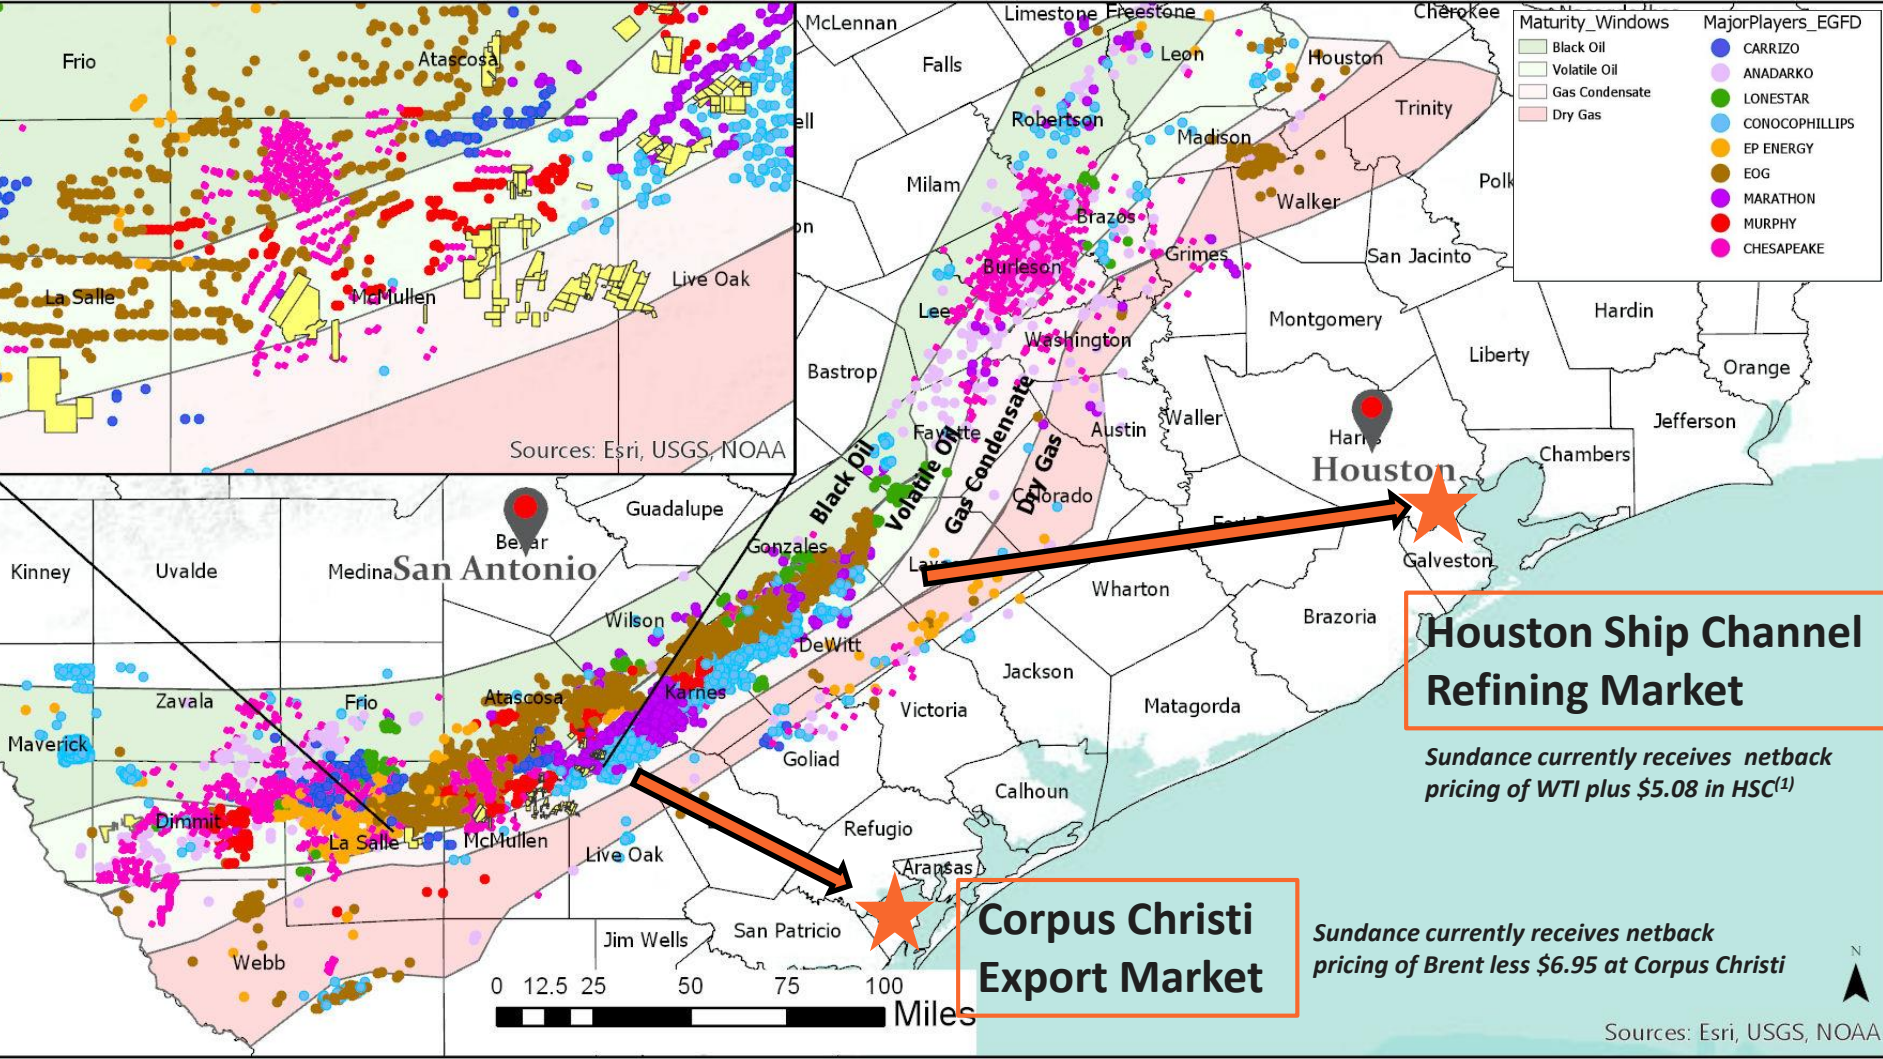 Frio
Atascosa
La Salle
McMullen
Live Oak
Sources: Esri, USGS, NOAA
McLennan
Limestone
Freestone
Cherokee
Falls
Leon
Houston
Robertson
Trinity
Madison
Milam
Polk
Brazos
Walker
Grimes
San Jacinto
Burleson
Lee
Hardin
Montgomery
Washington
Liberty
Bastrop
Orange
Waller
Austin
Jefferson
Fayette
Harris
Chambers
Houston
Colorado
Black Oil
Volatile Oil
Gas Condensate
Dry Gas
Maturity_Windows
Black Oil
Volatile Oil
Gas Condensate
Dry Gas
MajorPlayers_EGFD
CARRIZO
ANADARKO
LONESTAR
CONOCOPHILLIPS
EP ENERGY
EOG
MARATHON
MURPHY
CHESAPEAKE
Guadalupe
Bexar
San Antonio
Kinney
Uvalde
Medina
Gonzales
Galveston
Wharton
Brazoria
Wilson
DeWitt
Jackson
Zavala
Frio
Atascosa
Karnes
Victoria
Matagorda
Maverick
Goliad
Calhoun
Dimmit
La Salle
McMullen
Live Oak
Refugio
Aransas
San Patricio
Jim Wells
Webb
Houston Ship Channel
Refining Market
Sundance currently receives netback
pricing of WTI plus $5.08 in HSC(1)
Corpus Christi
Export Market
Sundance currently receives netback
pricing of Brent less $6.95 at Corpus Christi
0 12.5 25 50 75 100
Miles
N
Sources: Esri, USGS, NOAA